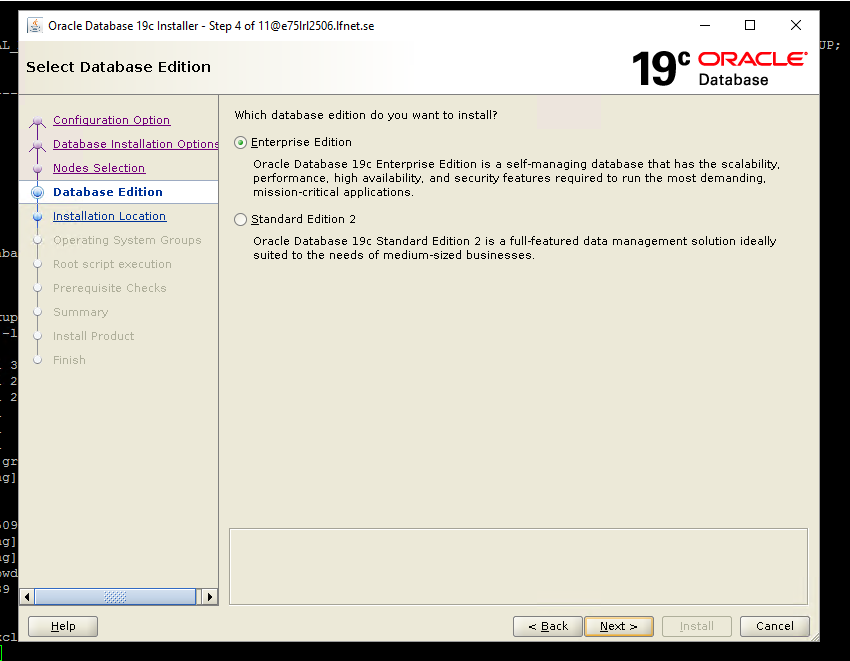 Oracle Database 19c Installer - Step 4 of 11@e75lrl2506.lfnet.se
AL_
UP;
Select Database Edition
19c ORACLE
Database
Configuration Option
Database Installation Options
Nodes Selection
Database Edition
Installation Location
Operating System Groups
Root script execution
Prerequisite Checks
Summary
Install Product
Finish
Which database edition do you want to install?
Enterprise Edition
Oracle Database 19c Enterprise Edition is a self-managing database that has the scalability,
performance, high availability, and security features required to run the most demanding,
mission-critical applications.
Standard Edition 2
Oracle Database 19c Standard Edition 2 is a full-featured data management solution ideally
suited to the needs of medium-sized businesses.
Help
< Back
Next >
Install
Cancel